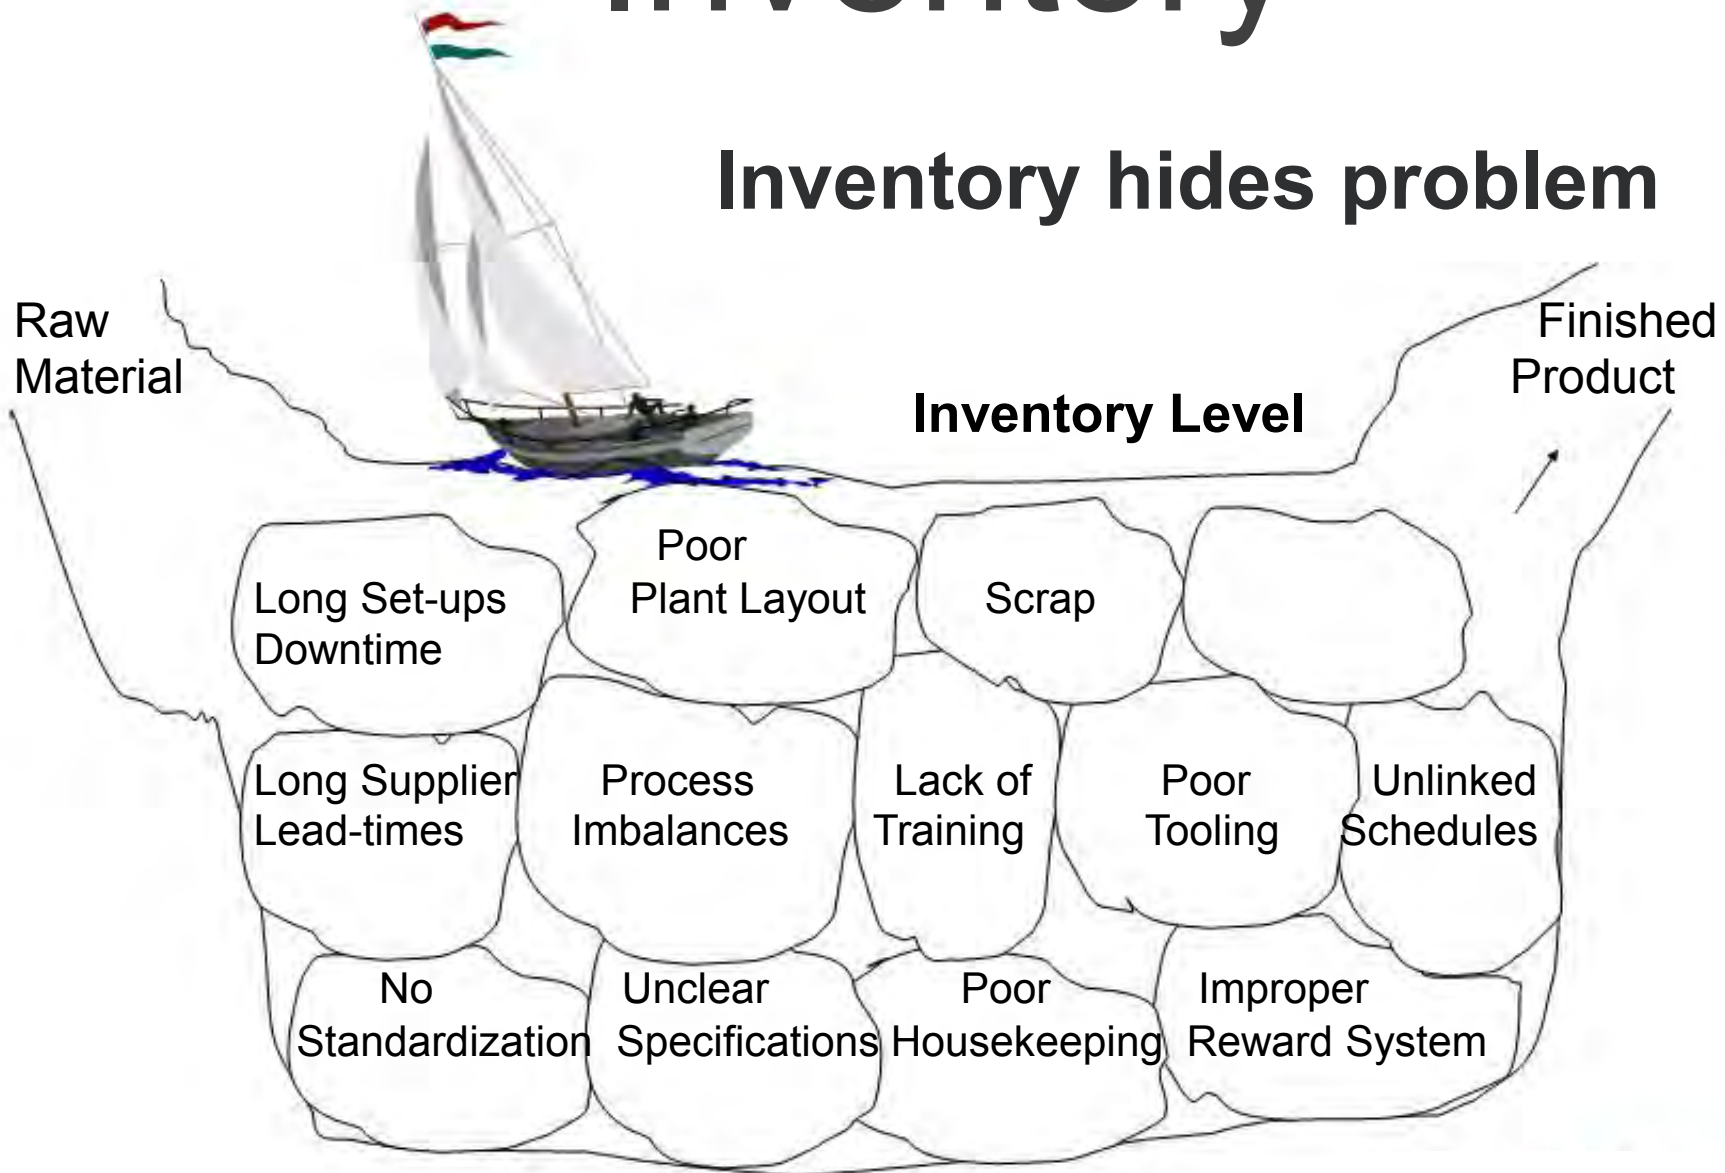 Inventory
Inventory hides problem
Raw
Material
Finished
Product
Inventory Level
Long Set-ups
Downtime
Poor
Plant Layout
Scrap
Long Supplier
Lead-times
Process
Imbalances
Lack of
Training
Poor
Tooling
Unlinked
Schedules
No
Standardization
Unclear
Specifications
Poor
Housekeeping
Improper
Reward System